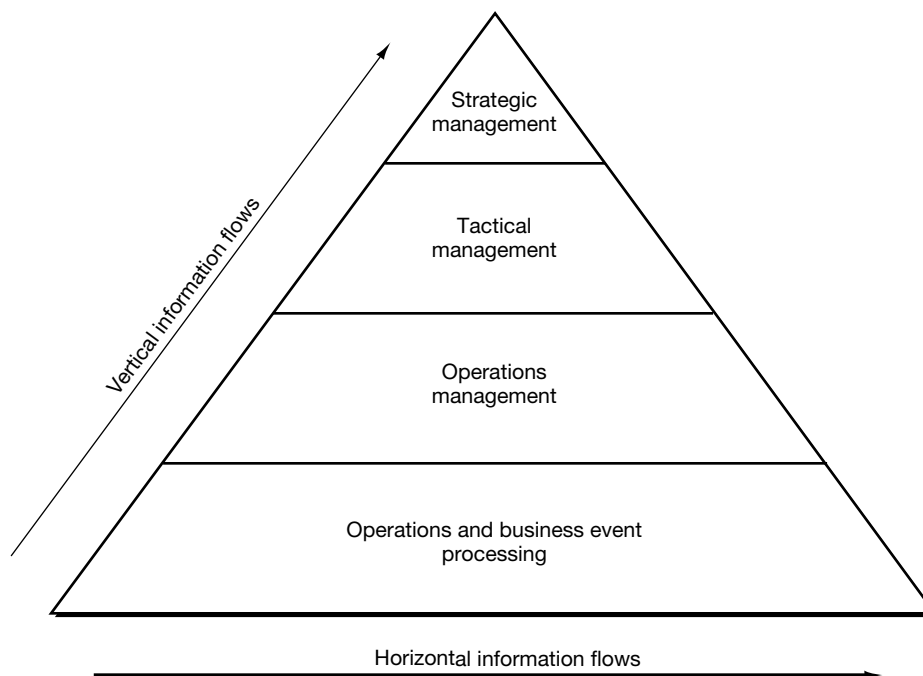 Strategic
management
Tactical
management
Vertical information flows
Operations
management
Operations and business event
processing
Horizontal information flows